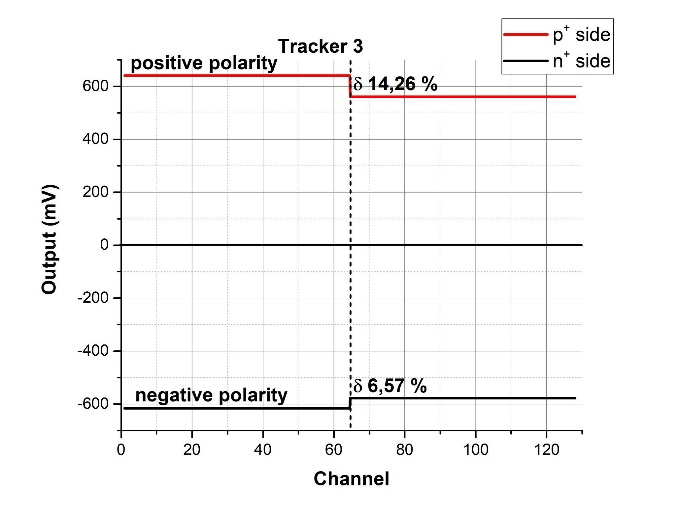 Tracker 3
p+ side
n+ side
positive polarity
δ 14,26 %
600
400
200
0
-200
-400
-600
Output (mV)
negative polarity
δ 6,57 %
0 20 40 60 80 100 120
Channel